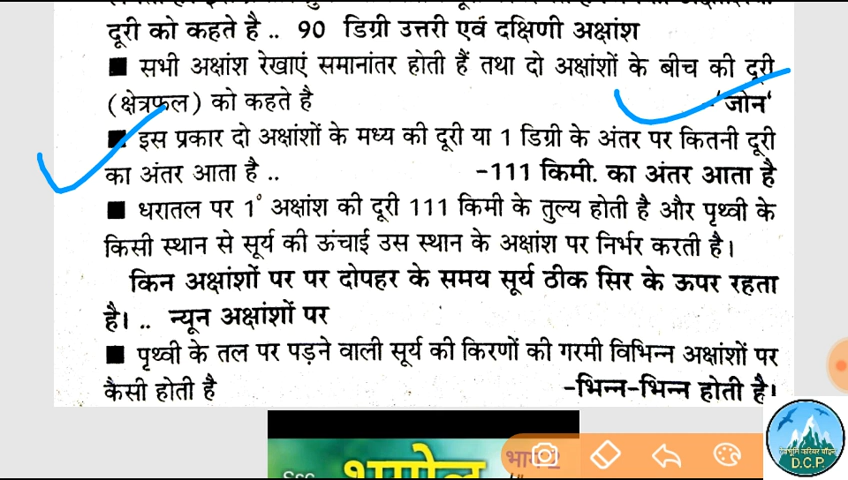 दूरी को कहते है .. 90 डिग्री उत्तरी एवं दक्षिणी अक्षांश
■ सभी अक्षांश रेखाएं समानांतर होती हैं तथा दो अक्षांशों के बीच की दूरी
(क्षेत्रफल) को कहते है -'जोन'
■ इस प्रकार दो अक्षांशों के मध्य की दूरी या 1 डिग्री के अंतर पर कितनी दूरी
का अंतर आता है .. -111 किमी. का अंतर आता है
■ धरातल पर 1° अक्षांश की दूरी 111 किमी के तुल्य होती है और पृथ्वी के
किसी स्थान से सूर्य की ऊंचाई उस स्थान के अक्षांश पर निर्भर करती है।
किन अक्षांशों पर पर दोपहर के समय सूर्य ठीक सिर के ऊपर रहता
है। .. न्यून अक्षांशों पर
■ पृथ्वी के तल पर पड़ने वाली सूर्य की किरणों की गरमी विभिन्न अक्षांशों पर
कैसी होती है -भिन्न-भिन्न होती है।
भूगोल
भाग 2
D.C.P.